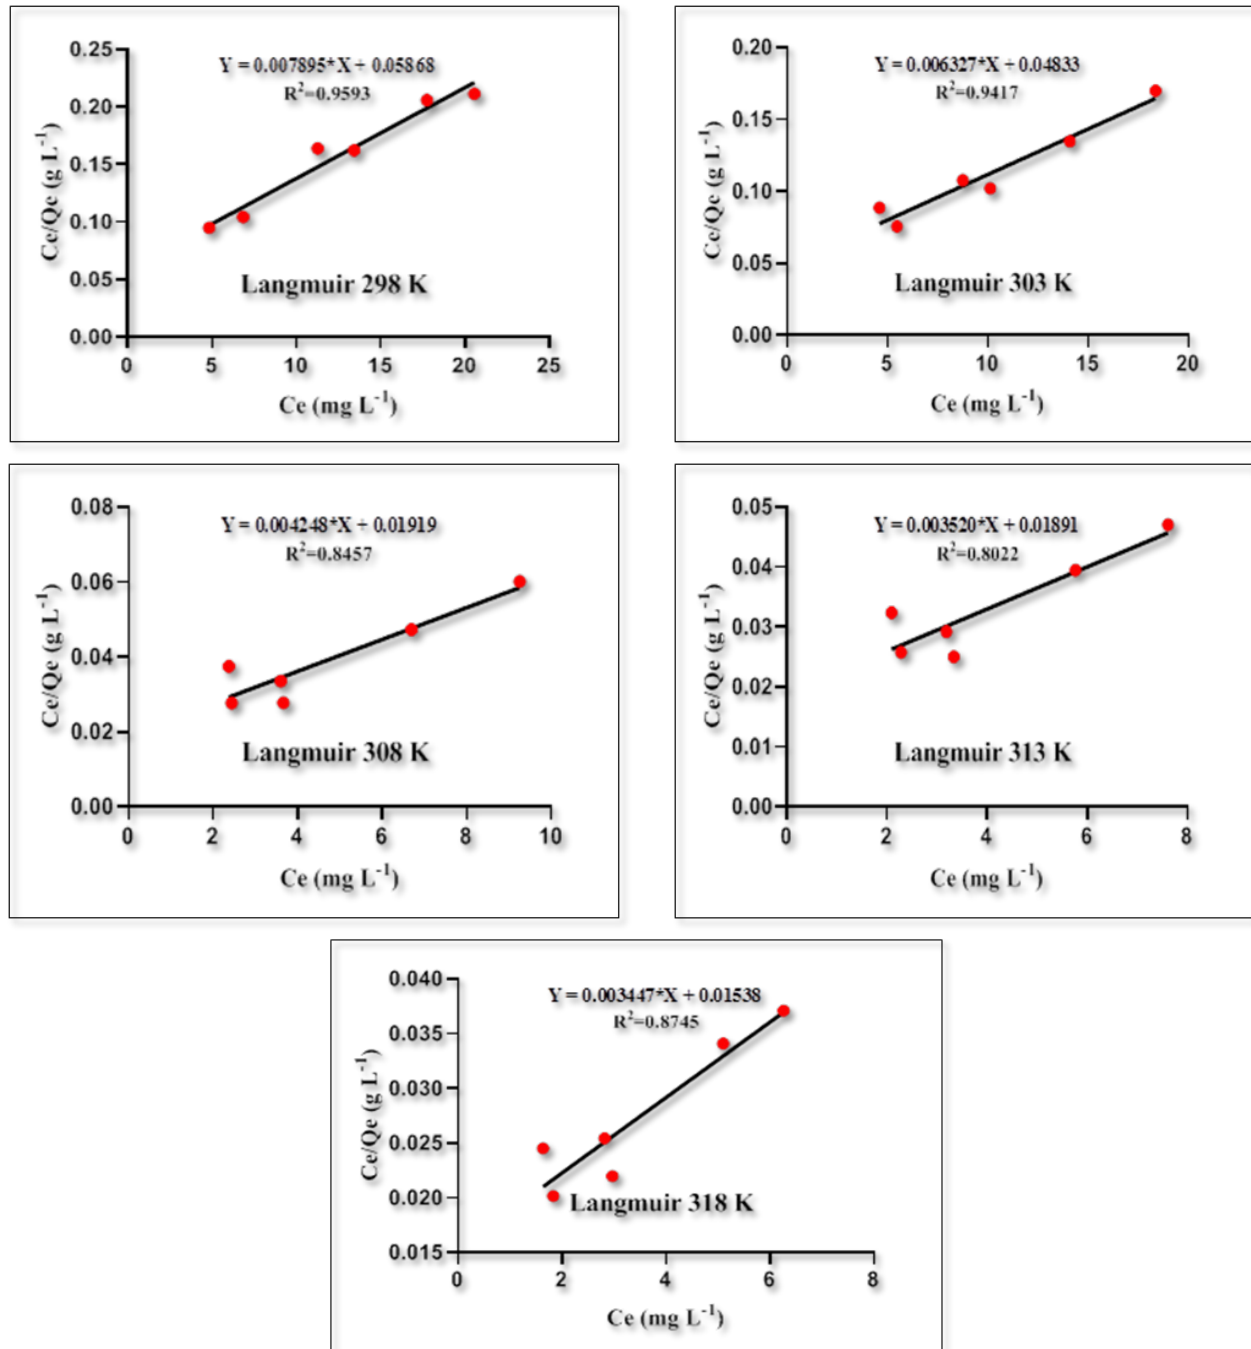 0.25
0.20
0.15
0.10
0.05
0.00
Ce/Qe (g L⁻¹)
Y = 0.007895*X + 0.05868
R²=0.9593
Langmuir 298 K
0 5 10 15 20 25
Ce (mg L⁻¹)
0.20
0.15
0.10
0.05
0.00
Ce/Qe (g L⁻¹)
Y = 0.006327*X + 0.04833
R²=0.9417
Langmuir 303 K
0 5 10 15 20
Ce (mg L⁻¹)
0.08
0.06
0.04
0.02
0.00
Ce/Qe (g L⁻¹)
Y = 0.004248*X + 0.01919
R²=0.8457
Langmuir 308 K
0 2 4 6 8 10
Ce (mg L⁻¹)
0.05
0.04
0.03
0.02
0.01
0.00
Ce/Qe (g L⁻¹)
Y = 0.003520*X + 0.01891
R²=0.8022
Langmuir 313 K
0 2 4 6 8
Ce (mg L⁻¹)
0.040
0.035
0.030
0.025
0.020
0.015
Ce/Qe (g L⁻¹)
Y = 0.003447*X + 0.01538
R²=0.8745
Langmuir 318 K
0 2 4 6 8
Ce (mg L⁻¹)